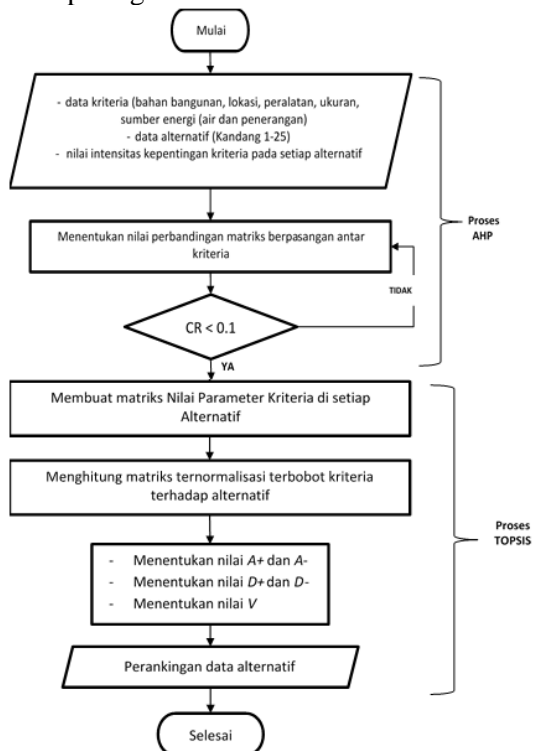 Mulai
- data kriteria (bahan bangunan, lokasi, peralatan, ukuran,
sumber energi (air dan penerangan)
- data alternatif (Kandang 1-25)
- nilai intensitas kepentingan kriteria pada setiap alternatif
Proses
AHP
Menentukan nilai perbandingan matriks berpasangan antar
kriteria
TIDAK
CR < 0.1
YA
Membuat matriks Nilai Parameter Kriteria di setiap
Alternatif
Menghitung matriks ternormalisasi terbobot kriteria
terhadap alternatif
Proses
TOPSIS
- Menentukan nilai A+ dan A-
- Menentukan nilai D+ dan D-
- Menentukan nilai V
Perankingan data alternatif
Selesai